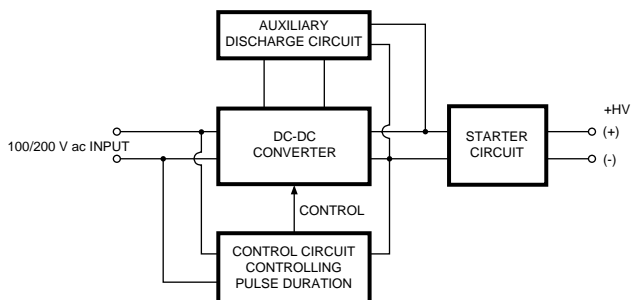 AUXILIARY
DISCHARGE CIRCUIT
+HV
100/200 V ac INPUT
DC-DC
CONVERTER
STARTER
CIRCUIT
(+)
(-)
CONTROL
CONTROL CIRCUIT
CONTROLLING
PULSE DURATION